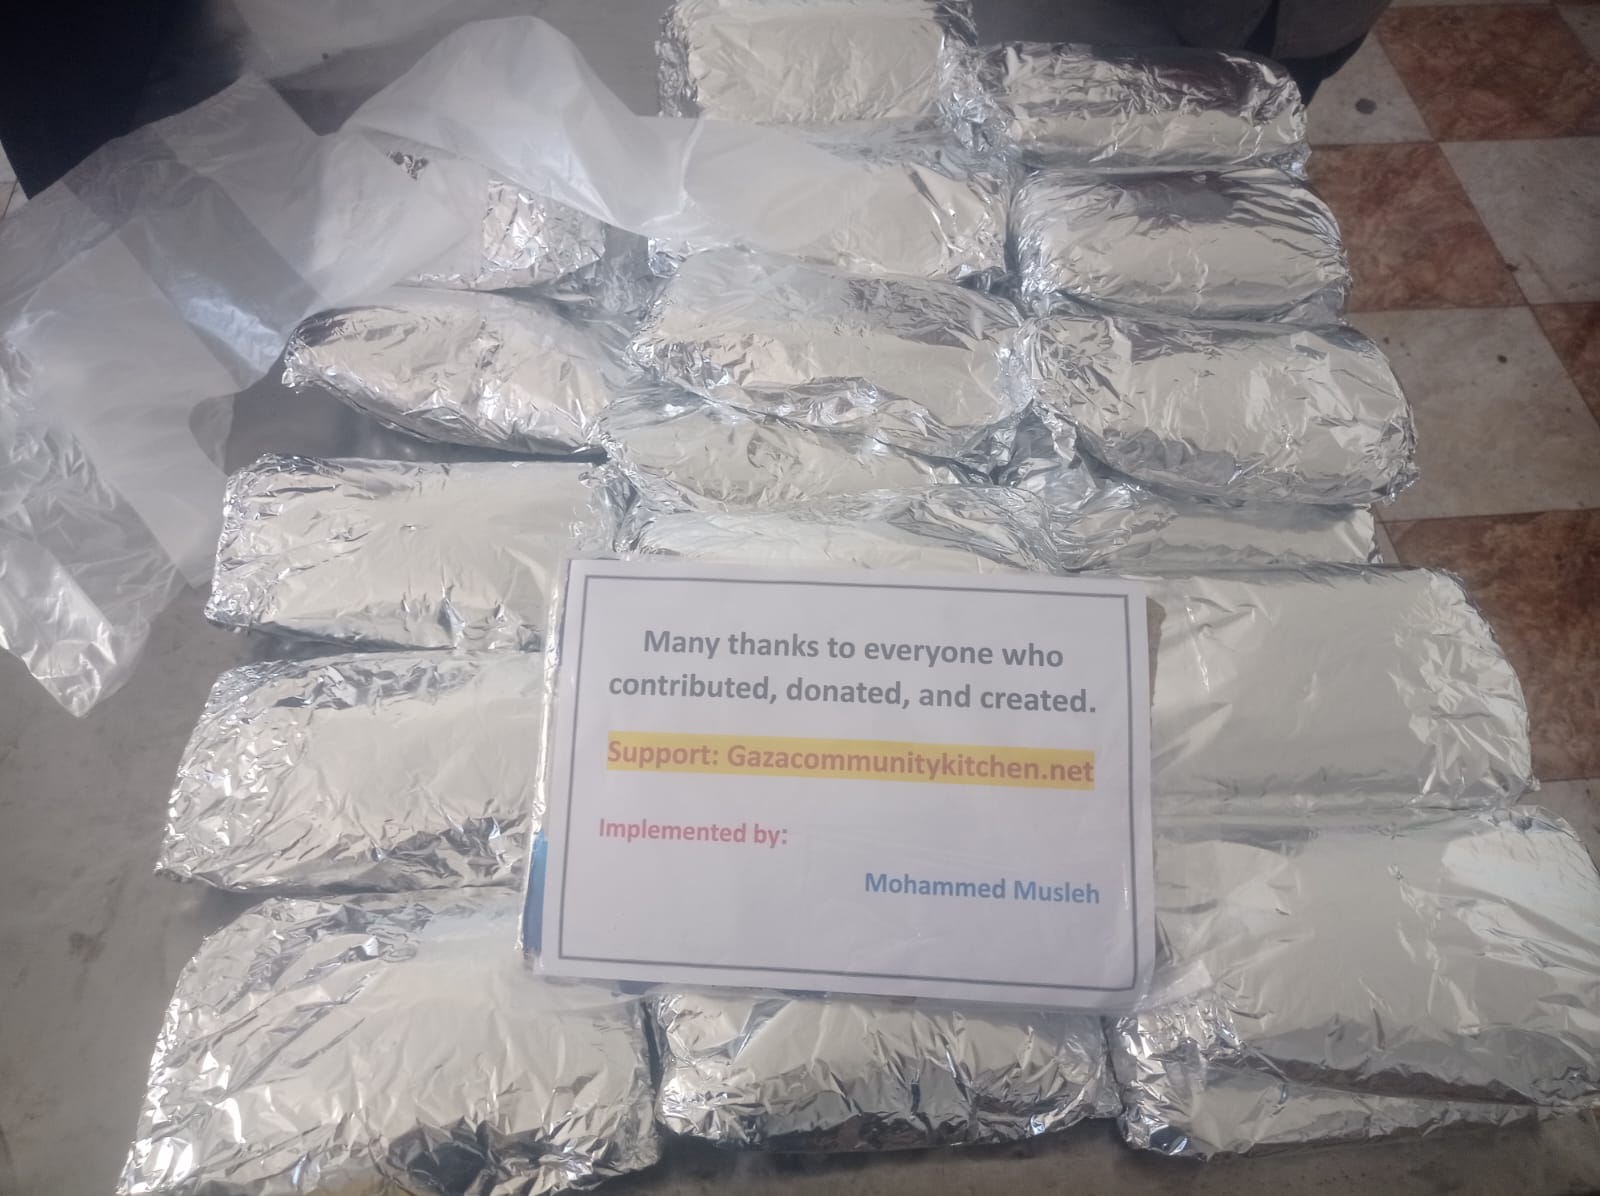 Many thanks to everyone who
contributed, donated, and created.
Support: Gazacommunitykitchen.net
Implemented by:
Mohammed Musleh